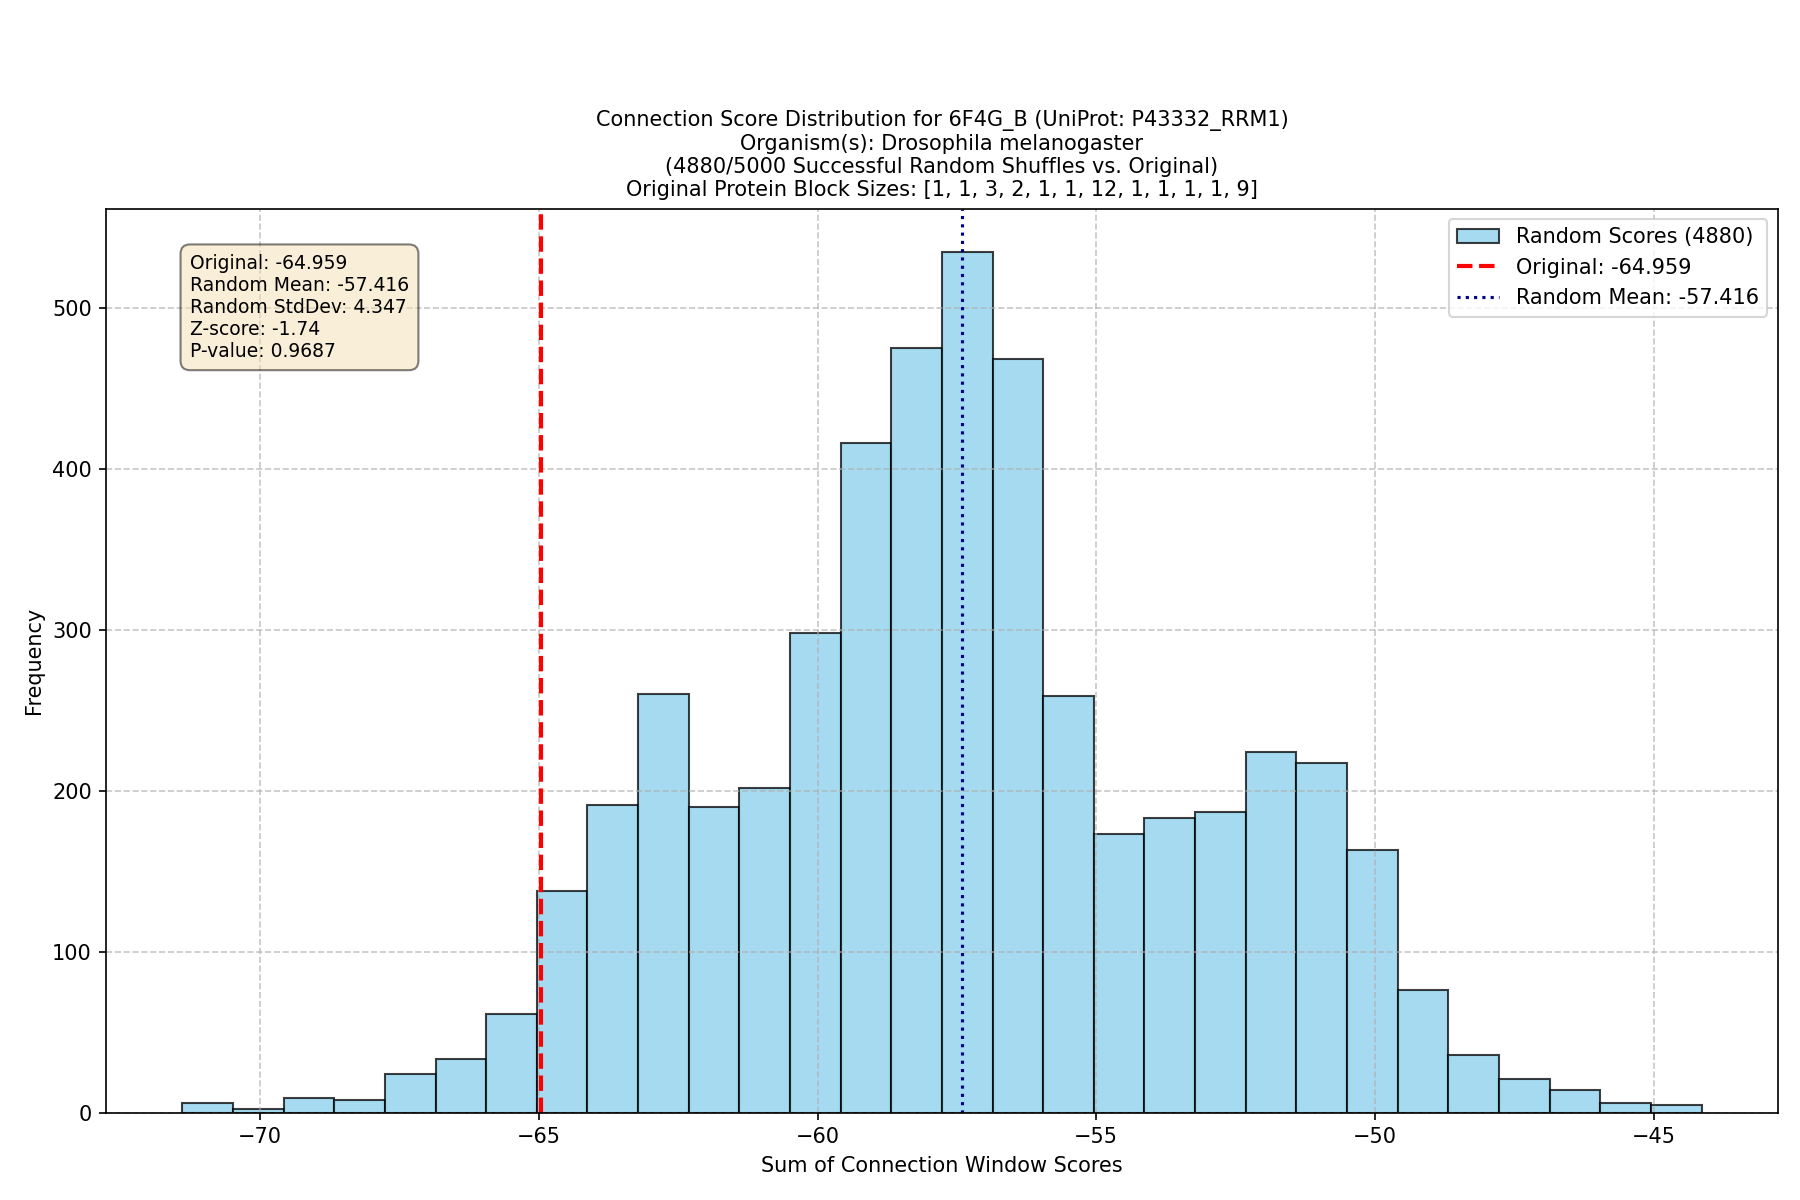 Connection Score Distribution for 6F4G_B (UniProt: P43332_RRM1)
Organism(s): Drosophila melanogaster
(4880/5000 Successful Random Shuffles vs. Original)
Original Protein Block Sizes: [1, 1, 3, 2, 1, 1, 12, 1, 1, 1, 1, 9]
Original: -64.959
Random Mean: -57.416
Random StdDev: 4.347
Z-score: -1.74
P-value: 0.9687
Random Scores (4880)
Original: -64.959
Random Mean: -57.416
Frequency
500
400
300
200
100
0
−70
−65
−60
−55
−50
−45
Sum of Connection Window Scores